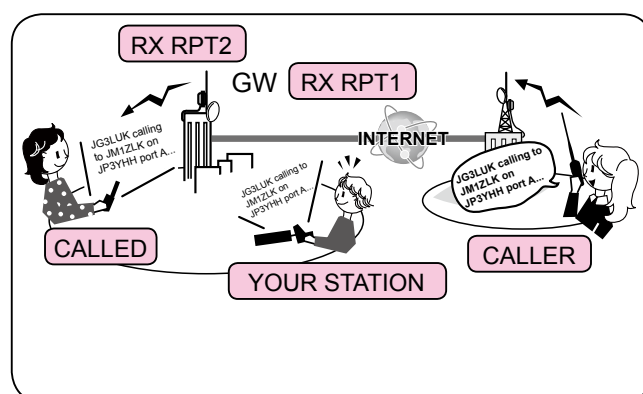 RX RPT2
GW RX RPT1
INTERNET
JG3LUK calling
to JM1ZLK on
JP3YHH port A...
JG3LUK calling to
JM1ZLK on
JP3YHH port A...
JG3LUK calling to
JM1ZLK on
JP3YHH port A...
CALLED
YOUR STATION
CALLER